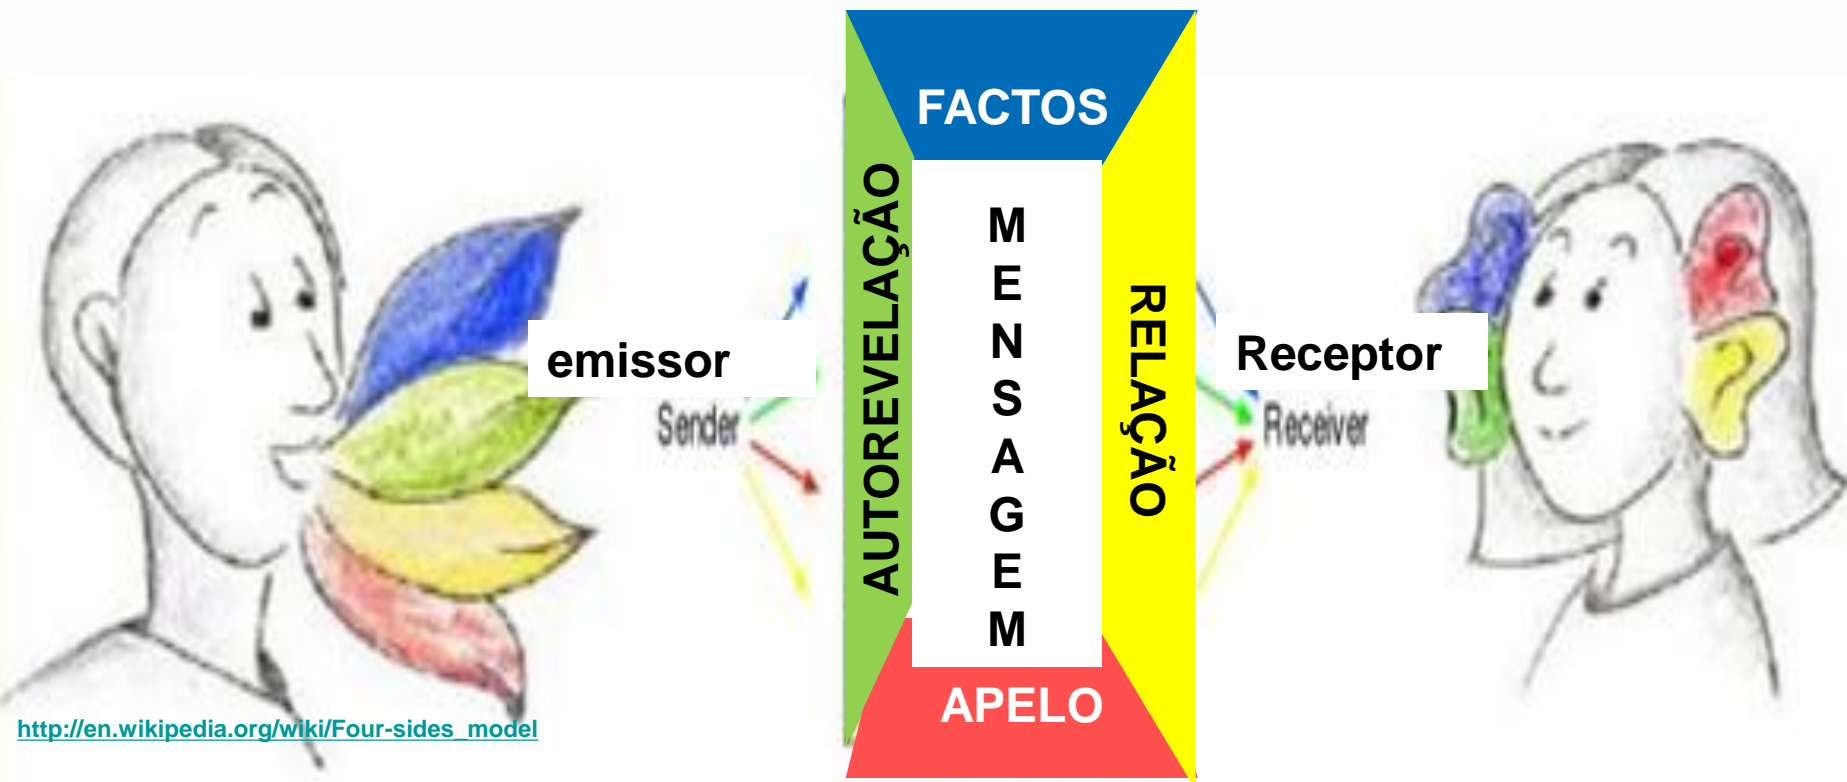 FACTOS
AUTOREVELAÇÃO
MENSAGEM
RELAÇÃO
APELO
emissor
Sender
Receptor
Receiver
http://en.wikipedia.org/wiki/Four-sides_model